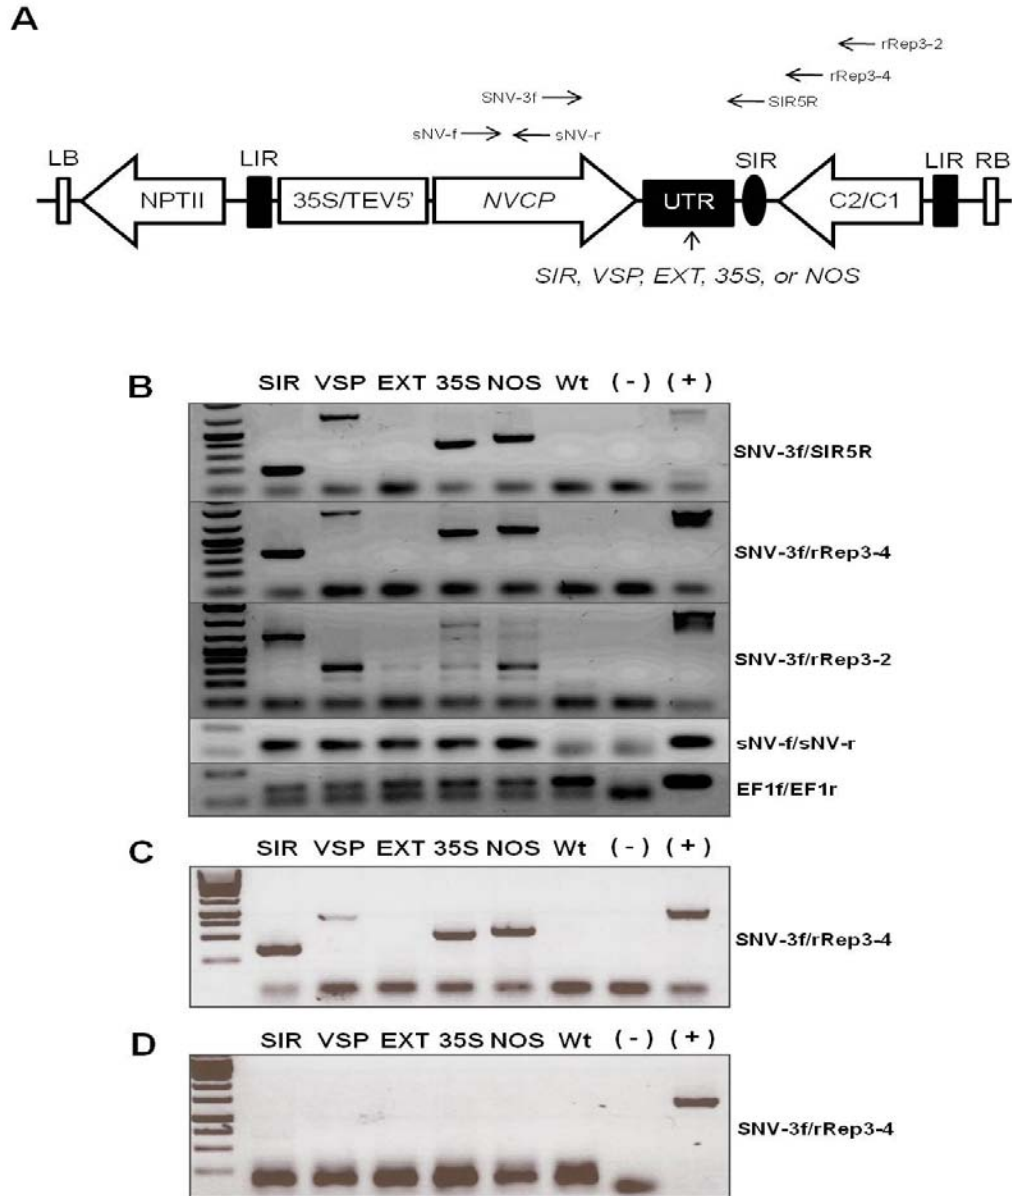 A
rRep3-2
rRep3-4
SNV-3f
SIR5R
sNV-f
sNV-r
LB
LIR
SIR
LIR
RB
NPTII
35S/TEV5'
NVCP
UTR
C2/C1
SIR, VSP, EXT, 35S, or NOS
B
SIR VSP EXT 35S NOS Wt (-) (+)
SNV-3f/SIR5R
SNV-3f/rRep3-4
SNV-3f/rRep3-2
sNV-f/sNV-r
EF1f/EF1r
C
SIR VSP EXT 35S NOS Wt (-) (+)
SNV-3f/rRep3-4
D
SIR VSP EXT 35S NOS Wt (-) (+)
SNV-3f/rRep3-4